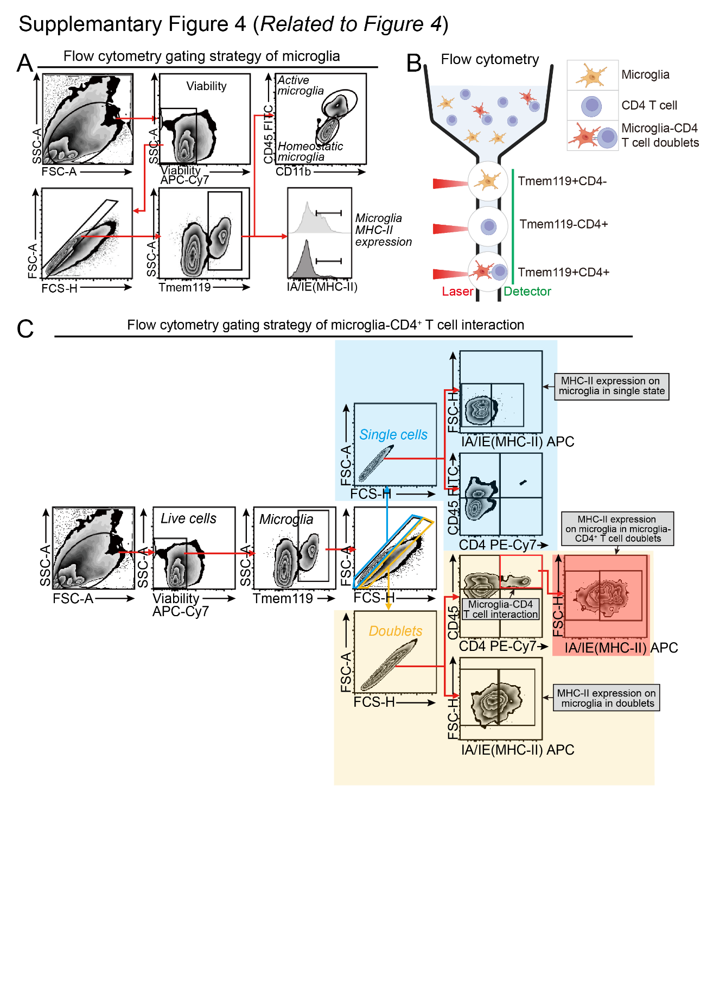 Supplemantary Figure 4 (Related to Figure 4)
A
Flow cytometry gating strategy of microglia
SSC-A
FSC-A
Viability
SSC-A
Viability
APC-Cy7
Active
microglia
CD45 FITC
Homeostatic
microglia
CD11b
FSC-A
FCS-H
SSC-A
Tmem119
Microglia
MHC-II
expression
IA/IE(MHC-II)
B
Flow cytometry
Microglia
CD4 T cell
Microglia-CD4
T cell doublets
Tmem119+CD4-
Tmem119-CD4+
Tmem119+CD4+
Laser
Detector
C
Flow cytometry gating strategy of microglia-CD4+ T cell interaction
SSC-A
FSC-A
Live cells
SSC-A
Viability
APC-Cy7
Microglia
SSC-A
Tmem119
FSC-A
FCS-H
Single cells
FSC-A
FCS-H
FSC-H
IA/IE(MHC-II) APC
MHC-II expression on
microglia in single state
CD45 FITC
CD4 PE-Cy7
Doublets
FSC-A
FCS-H
CD45
Microglia-CD4
T cell interaction
CD4 PE-Cy7
MHC-II expression
on microglia in microglia-
CD4+ T cell doublets
FSC-H
IA/IE(MHC-II) APC
FSC-H
IA/IE(MHC-II) APC
MHC-II expression on
microglia in doublets